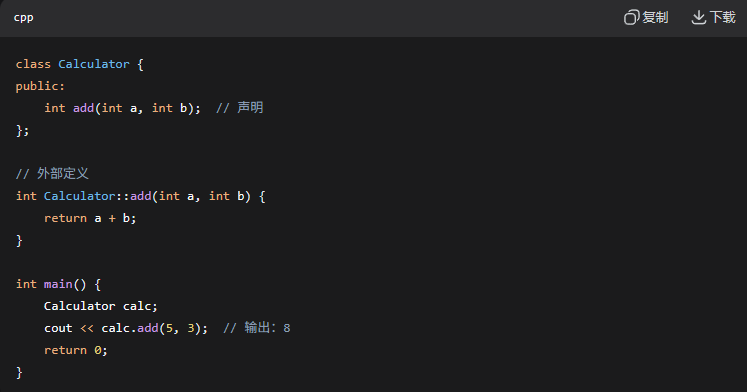 cpp
复制
下载
class Calculator {
public:
    int add(int a, int b);  // 声明
};
// 外部定义
int Calculator::add(int a, int b) {
    return a + b;
}
int main() {
    Calculator calc;
    cout << calc.add(5, 3);  // 输出：8
    return 0;
}